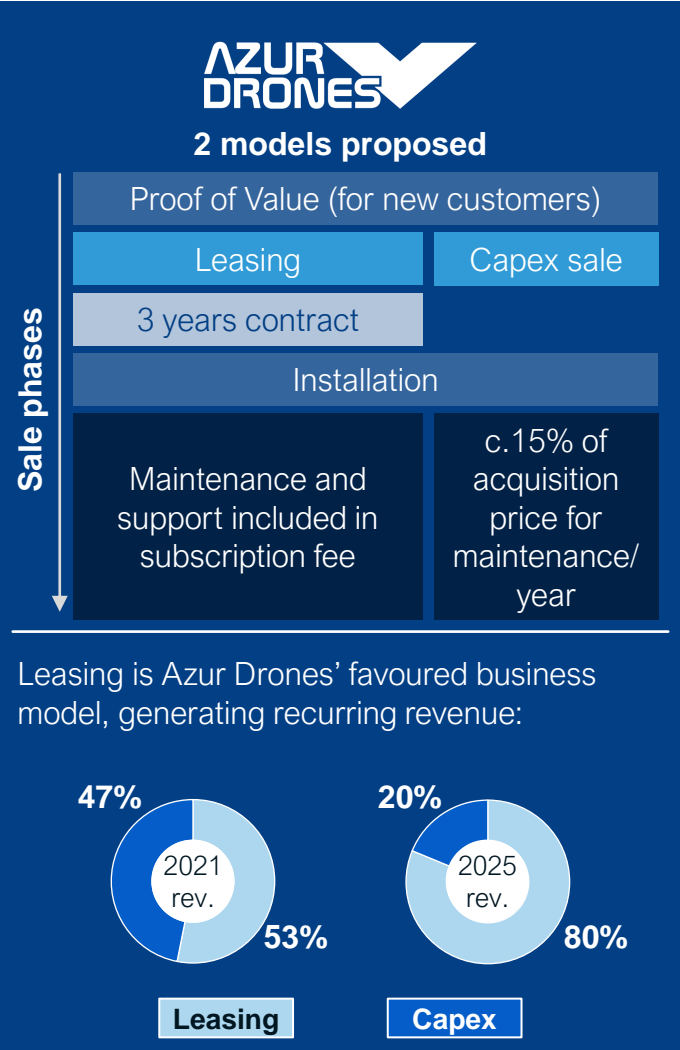 AZUR
DRONES
2 models proposed
Sale phases
Proof of Value (for new customers)
Leasing
Capex sale
3 years contract
Installation
Maintenance and
support included in
subscription fee
c.15% of
acquisition
price for
maintenance/
year
Leasing is Azur Drones’ favoured business
model, generating recurring revenue:
47%
2021
rev.
53%
20%
2025
rev.
80%
Leasing
Capex